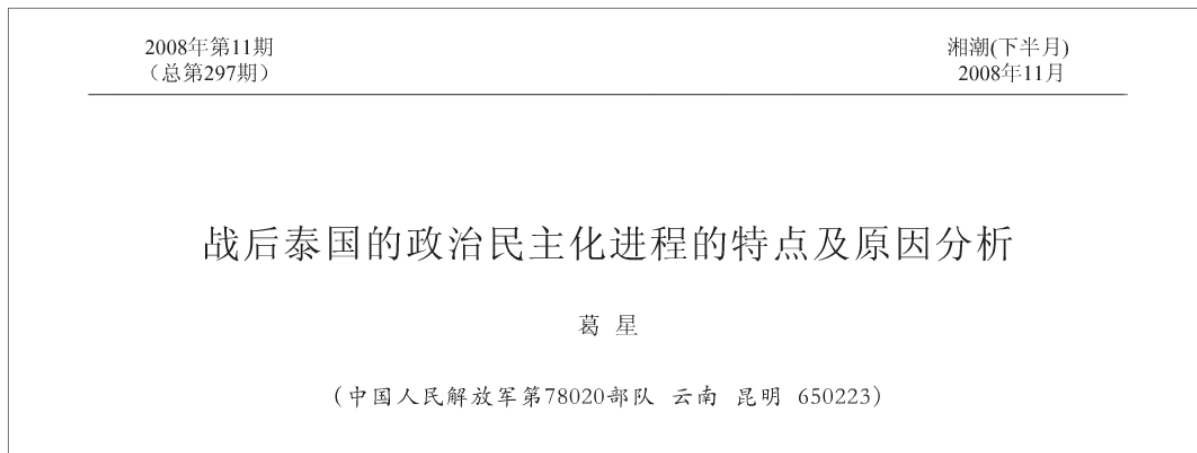 2008年第11期
（总第297期）
湘潮(下半月)
2008年11月
战后泰国的政治民主化进程的特点及原因分析
葛 星
（中国人民解放军第78020部队 云南 昆明 650223）